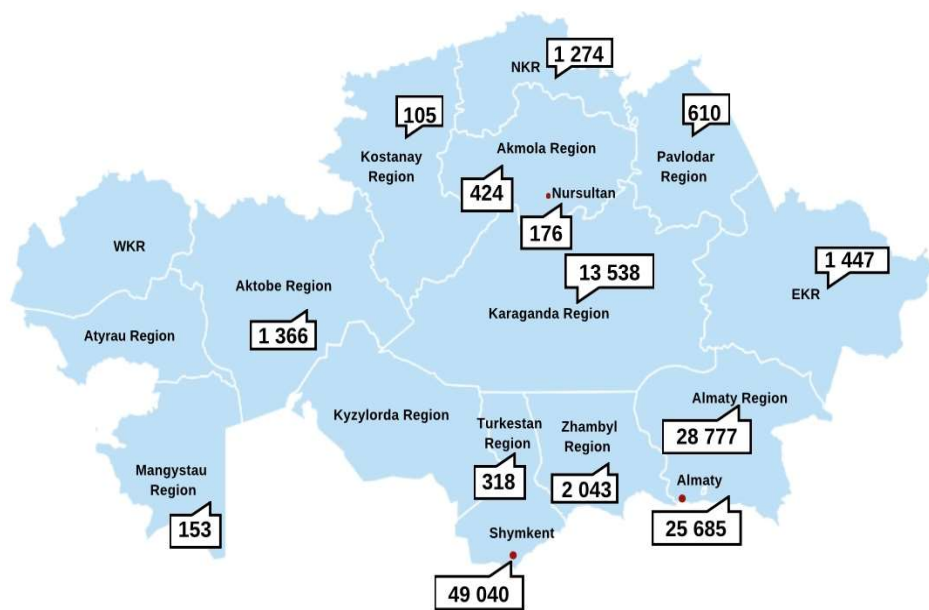 1 274
NKR
105
610
Akmola Region
Kostanay
Region
Pavlodar
Region
424
Nursultan
176
WKR
1 447
13 538
Aktobe Region
EKR
Karaganda Region
1 366
Atyrau Region
Almaty Region
Kyzylorda Region
Turkestan
Region
Zhambyl
Region
28 777
Mangystau
Region
318
2 043
Almaty
153
25 685
Shymkent
49 040